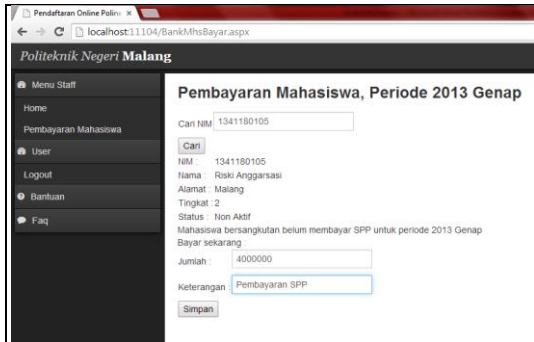 Pendaftaran Online Poline
localhost:11104/BankMhsBayar.aspx
Politeknik Negeri Malang
Menu Staff
Home
Pembayaran Mahasiswa
User
Logout
Bantuan
Faq
Pembayaran Mahasiswa, Periode 2013 Genap
Cari NIM 1341180105
Cari
NIM : 1341180105
Nama : Riski Anggarsasi
Alamat : Malang
Tingkat : 2
Status : Non Aktif
Mahasiswa bersangkutan belum membayar SPP untuk periode 2013 Genap
Bayar sekarang :
Jumlah : 4000000
Keterangan : Pembayaran SPP
Simpan